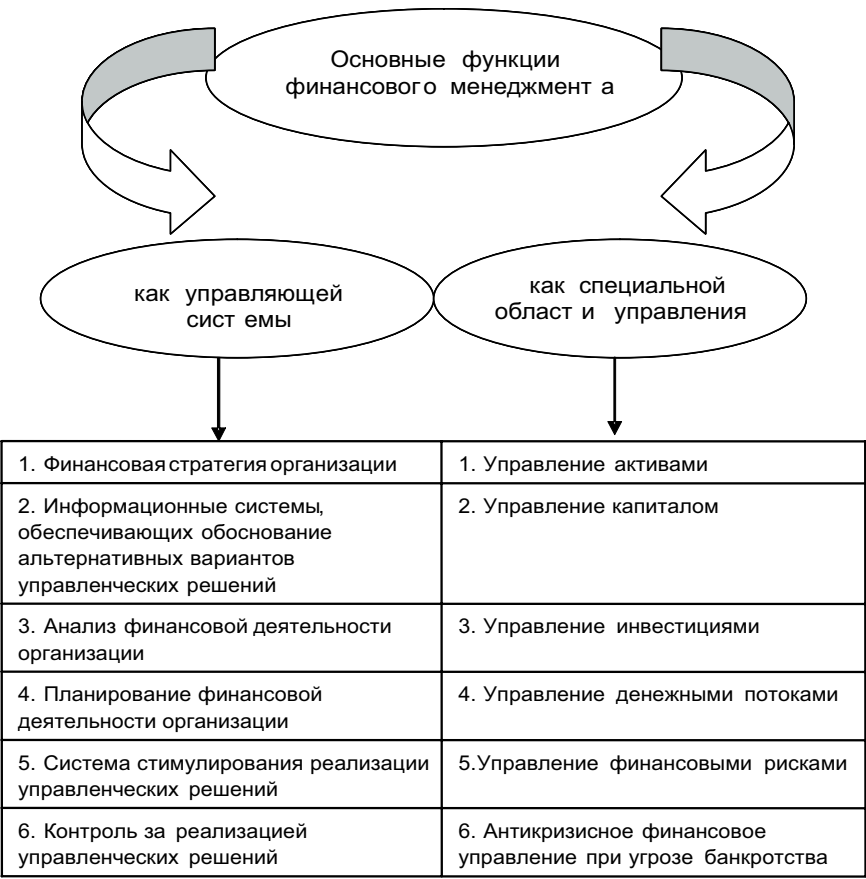 Основные функции
финансового менеджмент а
как управляющей
сист емы
как специальной
област и управления
1. Финансовая стратегия организации
1. Управление активами
2. Информационные системы,
обеспечивающих обоснование
альтернативных вариантов
управленческих решений
2. Управление капиталом
3. Анализ финансовой деятельности
организации
3. Управление инвестициями
4. Планирование финансовой
деятельности организации
4. Управление денежными потоками
5. Система стимулирования реализации
управленческих решений
5.Управление финансовыми рисками
6. Контроль за реализацией
управленческих решений
6. Антикризисное финансовое
управление при угрозе банкротства